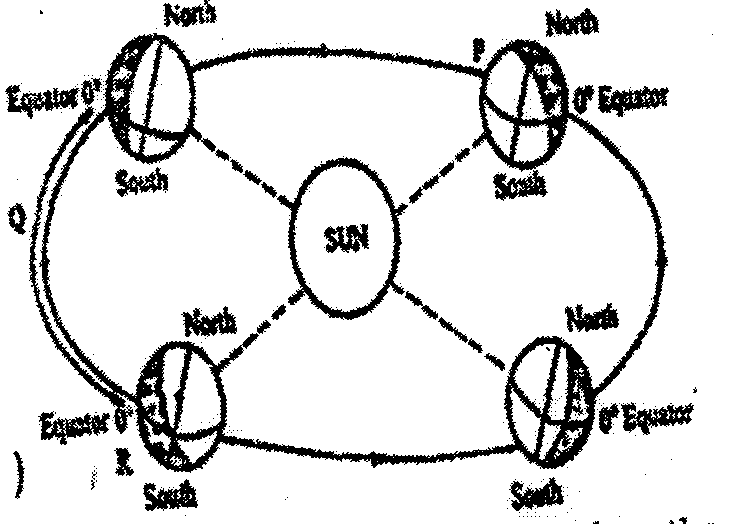 North
P
North
Equator 0°
0° Equator
South
South
Q
SUN
North
North
Equator 0°
0° Equator
R
)
South
South